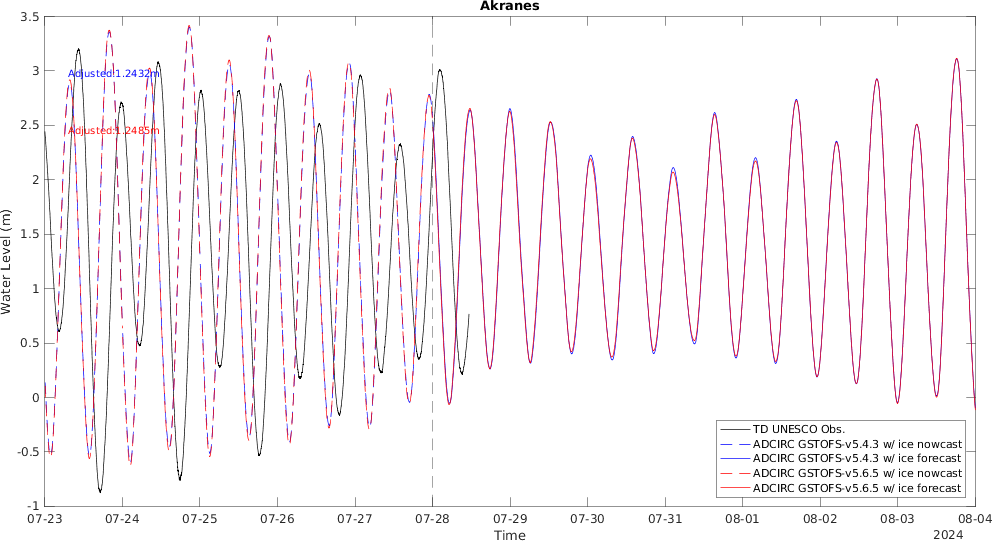 Akranes
3.5
3
2.5
2
1.5
1
0.5
0
-0.5
-1
Water Level (m)
Adjusted:1.2432m
Adjusted:1.2485m
TD UNESCO Obs.
ADCIRC GSTOFS-v5.4.3 w/ ice nowcast
ADCIRC GSTOFS-v5.4.3 w/ ice forecast
ADCIRC GSTOFS-v5.6.5 w/ ice nowcast
ADCIRC GSTOFS-v5.6.5 w/ ice forecast
07-23 07-24 07-25 07-26 07-27 07-28 07-29 07-30 07-31 08-01 08-02 08-03 08-04
Time
2024